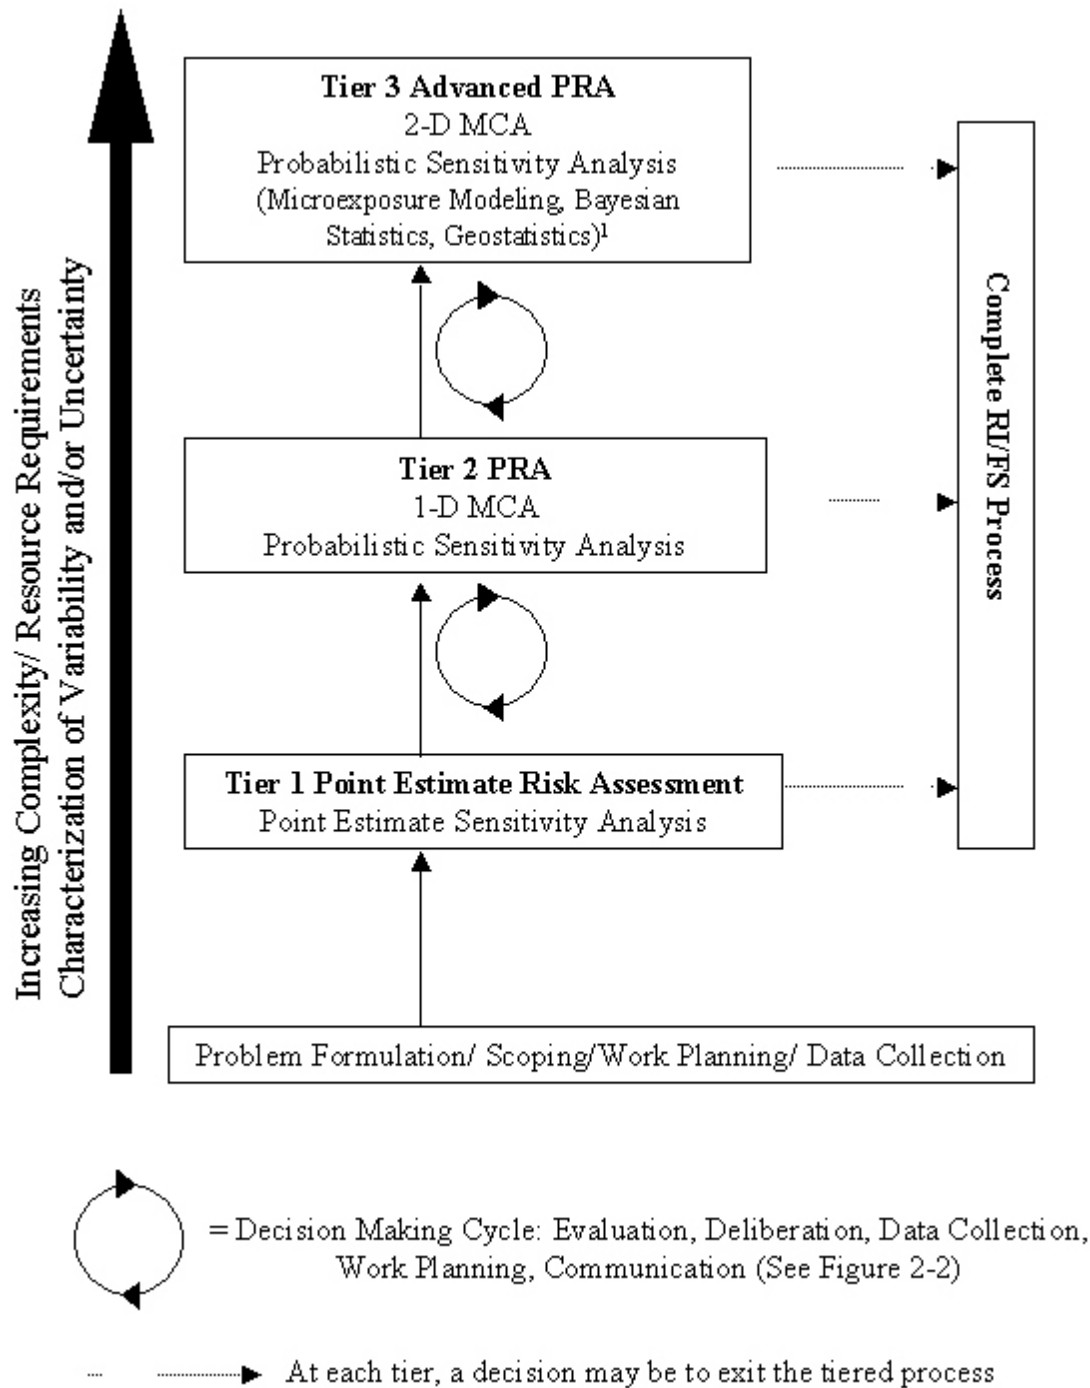 Tier 3 Advanced PRA
2-D MCA
Probabilistic Sensitivity Analysis
(Microexposure Modeling, Bayesian
Statistics, Geostatistics)¹
Increasing Complexity/ Resource Requirements
Characterization of Variability and/or Uncertainty
Complete RI/FS Process
Tier 2 PRA
1-D MCA
Probabilistic Sensitivity Analysis
Tier 1 Point Estimate Risk Assessment
Point Estimate Sensitivity Analysis
Problem Formulation/ Scoping/Work Planning/ Data Collection
= Decision Making Cycle: Evaluation, Deliberation, Data Collection,
Work Planning, Communication (See Figure 2-2)
At each tier, a decision may be to exit the tiered process